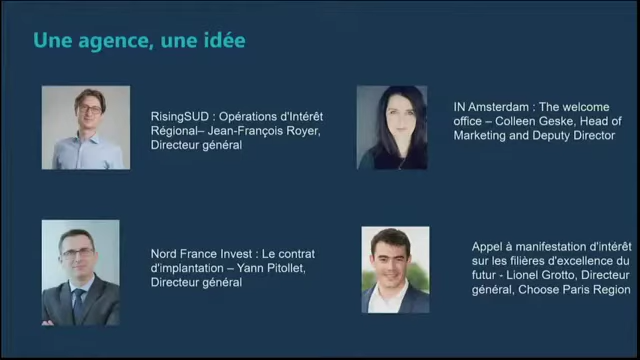 Une agence, une idée
RisingSUD : Opérations d'Intérêt
Régional– Jean-François Royer,
Directeur général
IN Amsterdam : The welcome
office – Colleen Geske, Head of
Marketing and Deputy Director
Nord France Invest : Le contrat
d'implantation – Yann Pitollet,
Directeur général
Appel à manifestation d'intérêt
sur les filières d'excellence du
futur - Lionel Grotto, Directeur
général, Choose Paris Region